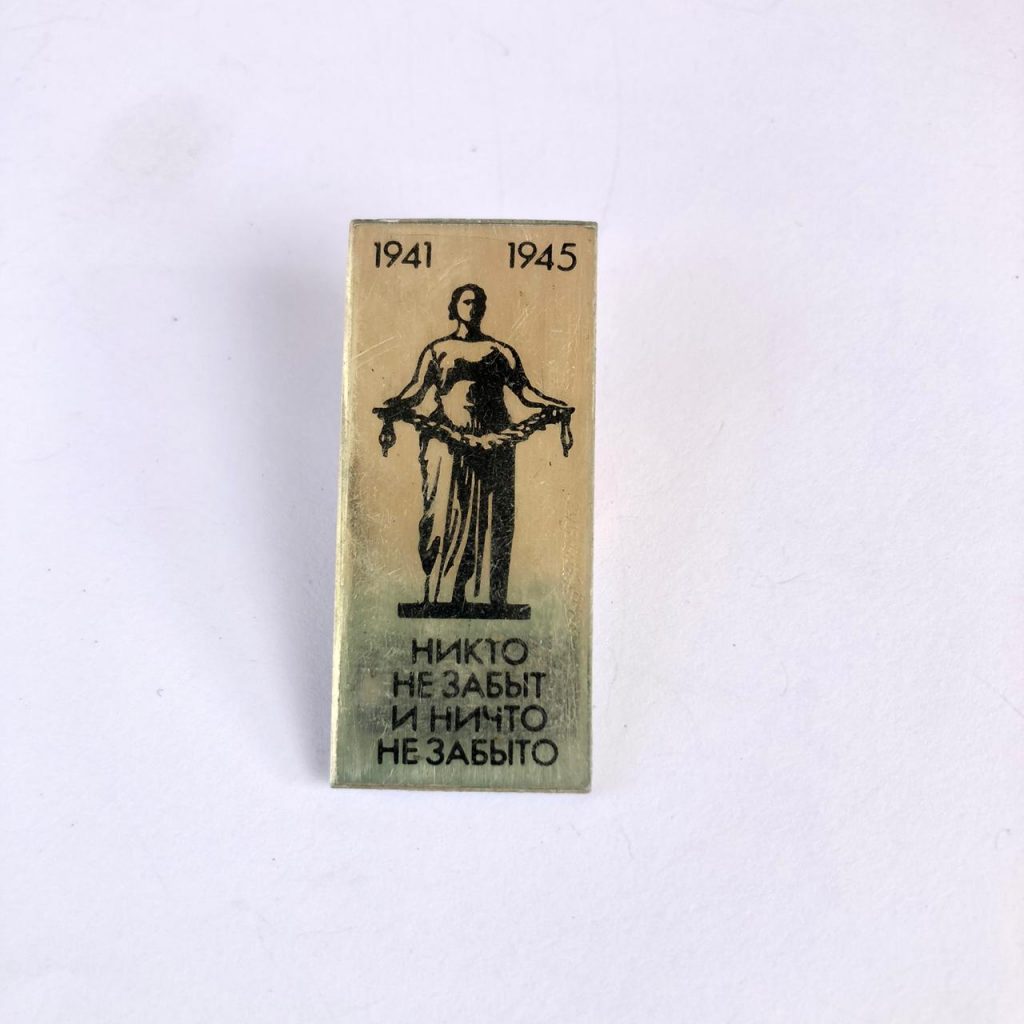 1941 1945
НИКТО
НЕ ЗАБЫТ
И НИЧТО
НЕ ЗАБЫТО